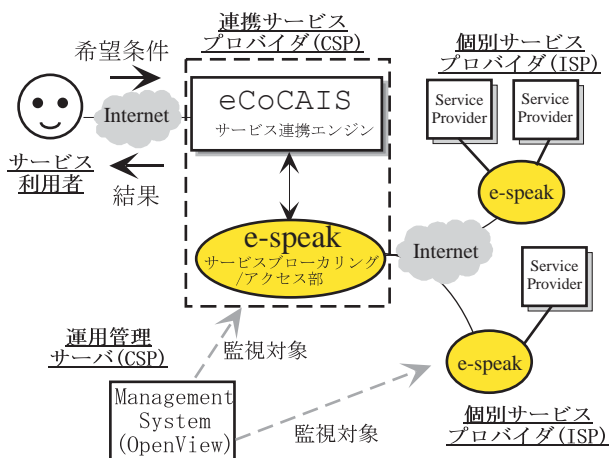 連携サービス
プロバイダ(CSP)
希望条件
Internet
サービス
利用者
結果
eCoCAIS
サービス連携エンジン
e-speak
サービスブローカリング
/アクセス部
Internet
個別サービス
プロバイダ(ISP)
Service
Provider
Service
Provider
e-speak
Service
Provider
e-speak
個別サービス
プロバイダ(ISP)
運用管理
サーバ(CSP)
監視対象
Management
System
(OpenView)
監視対象